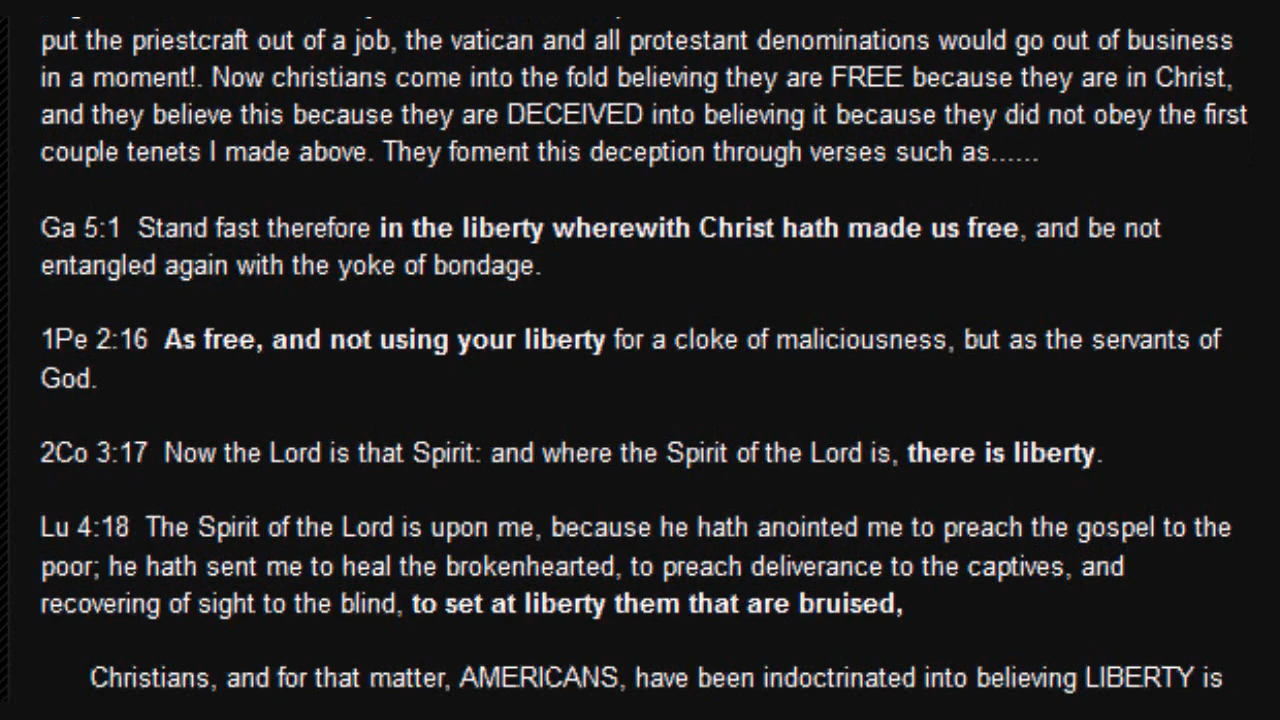 put the priestcraft out of a job, the vatican and all protestant denominations would go out of business
in a moment!. Now christians come into the fold believing they are FREE because they are in Christ,
and they believe this because they are DECEIVED into believing it because they did not obey the first
couple tenets I made above. They foment this deception through verses such as......
Ga 5:1 Stand fast therefore in the liberty wherewith Christ hath made us free, and be not
entangled again with the yoke of bondage.
1Pe 2:16 As free, and not using your liberty for a cloke of maliciousness, but as the servants of
God.
2Co 3:17 Now the Lord is that Spirit: and where the Spirit of the Lord is, there is liberty.
Lu 4:18 The Spirit of the Lord is upon me, because he hath anointed me to preach the gospel to the
poor; he hath sent me to heal the brokenhearted, to preach deliverance to the captives, and
recovering of sight to the blind, to set at liberty them that are bruised,
Christians, and for that matter, AMERICANS, have been indoctrinated into believing LIBERTY is